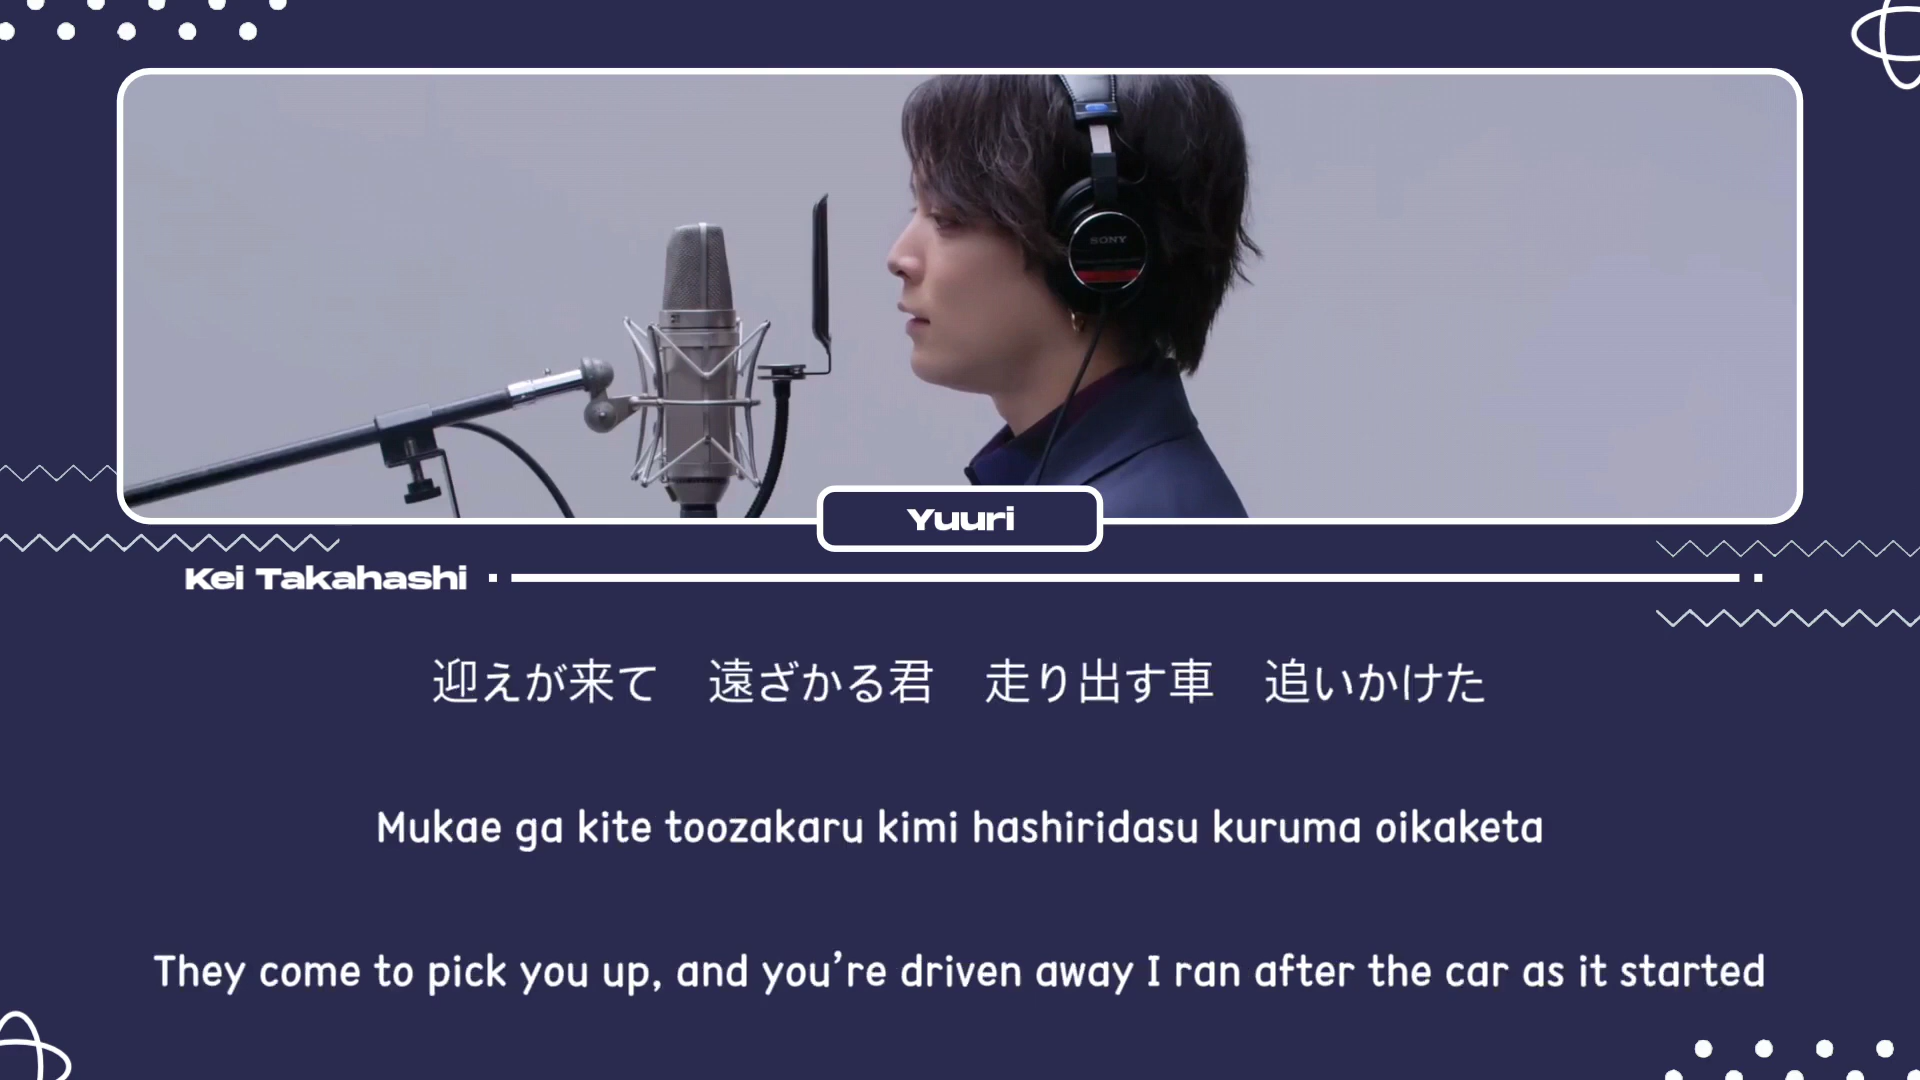 SONY
Yuuri
Kei Takahashi
迎えが来て　遠ざかる君　走り出す車　追いかけた
Mukae ga kite toozakaru kimi hashiridasu kuruma oikaketa
They come to pick you up, and you’re driven away I ran after the car as it started